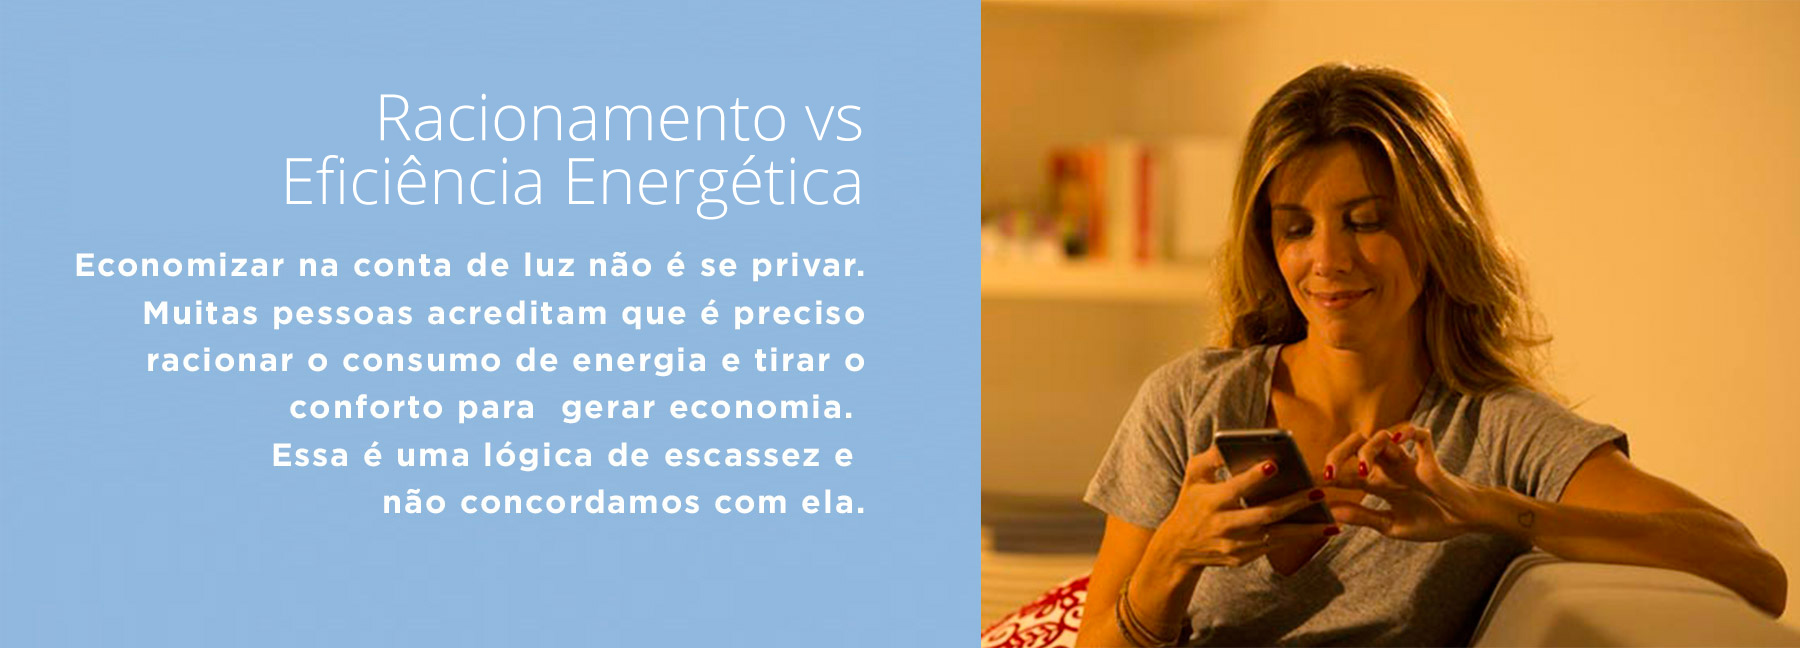 Racionamento vs
Eficiência Energética
Economizar na conta de luz não é se privar.
Muitas pessoas acreditam que é preciso
racionar o consumo de energia e tirar o
conforto para gerar economia.
Essa é uma lógica de escassez e
não concordamos com ela.